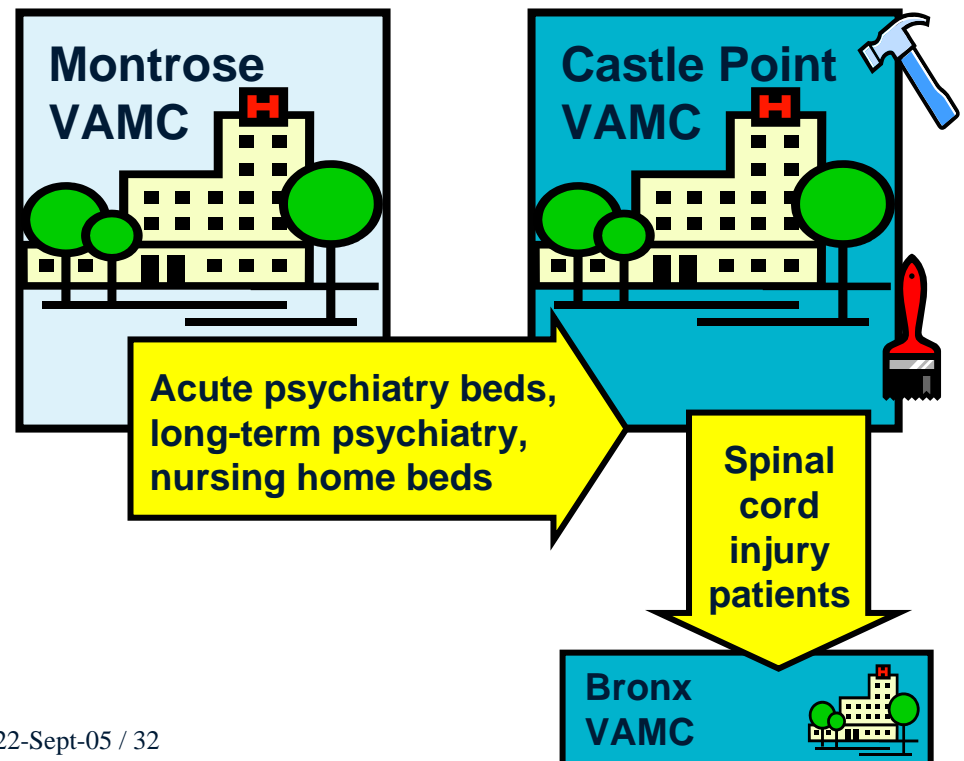 Montrose
VAMC
H
Castle Point
VAMC
H
Acute psychiatry beds,
long-term psychiatry,
nursing home beds
Spinal
cord
injury
patients
Bronx
VAMC
H
22-Sept-05 / 32